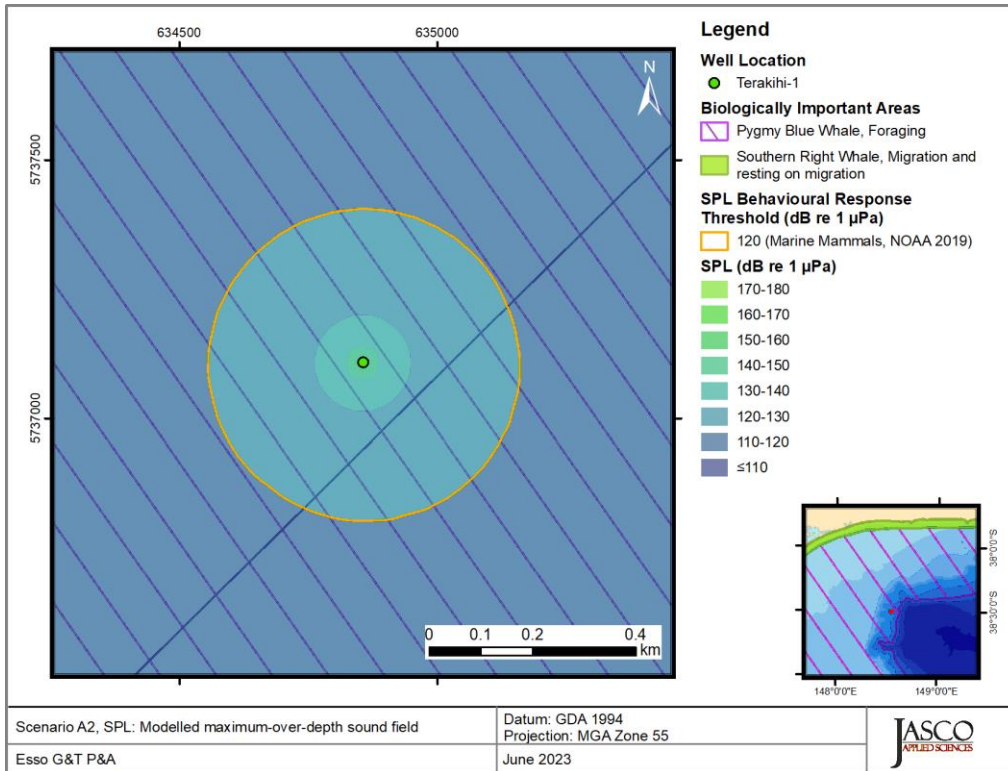 634500
635000
5737500
5737000
N
0
0.1
0.2
0.4
km
Legend
Well Location
Terakihi-1
Biologically Important Areas
Pygmy Blue Whale, Foraging
Southern Right Whale, Migration and
resting on migration
SPL Behavioural Response
Threshold (dB re 1 µPa)
120 (Marine Mammals, NOAA 2019)
SPL (dB re 1 µPa)
170-180
160-170
150-160
140-150
130-140
120-130
110-120
≤110
38°0'0"S
38°30'0"S
148°0'0"E
149°0'0"E
Scenario A2, SPL: Modelled maximum-over-depth sound field
Datum: GDA 1994
Projection: MGA Zone 55
Esso G&T P&A
June 2023
JASCO
APPLIED SCIENCES